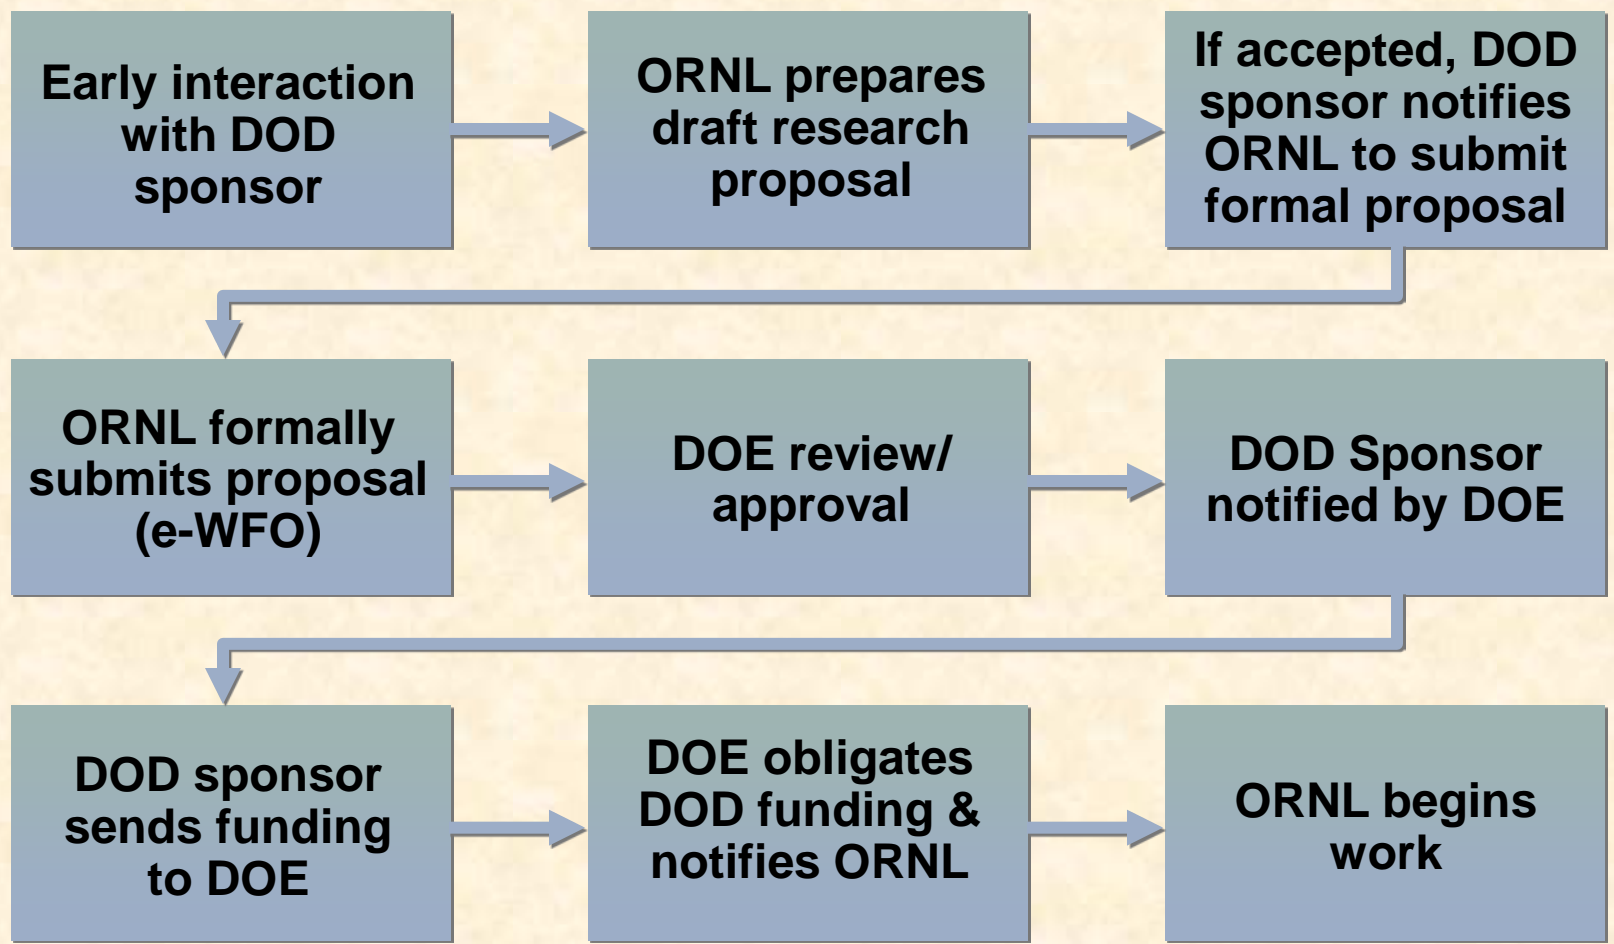 Early interaction
with DOD
sponsor
ORNL prepares
draft research
proposal
If accepted, DOD
sponsor notifies
ORNL to submit
formal proposal
ORNL formally
submits proposal
(e-WFO)
DOE review/
approval
DOD Sponsor
notified by DOE
DOD sponsor
sends funding
to DOE
DOE obligates
DOD funding &
notifies ORNL
ORNL begins
work